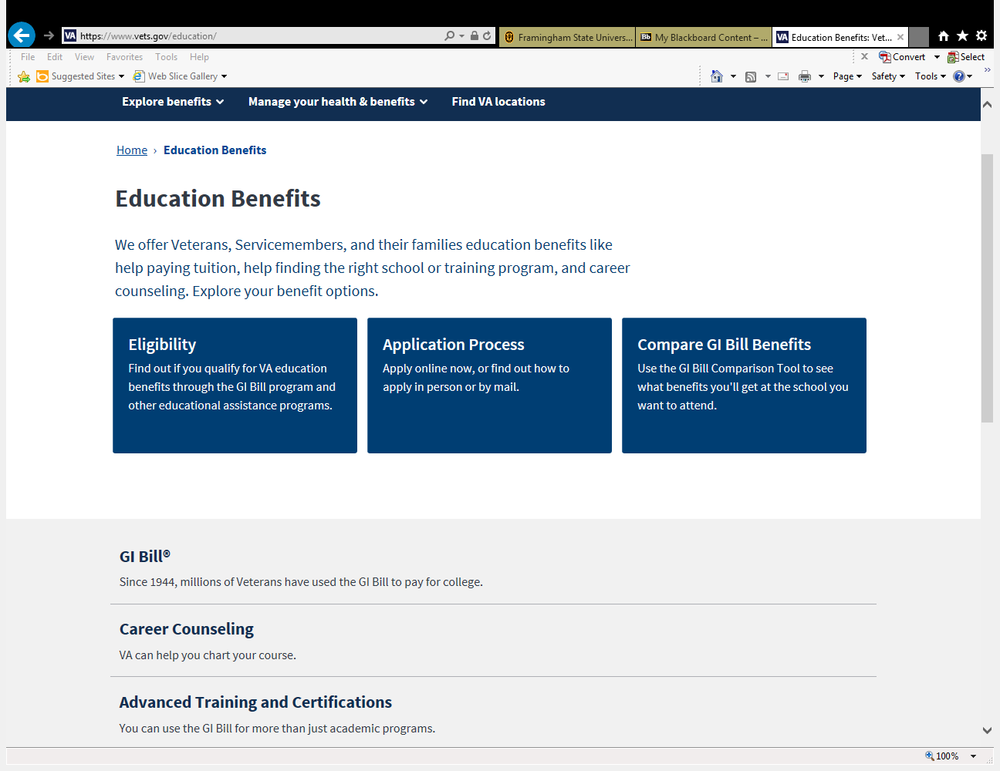 VA https://www.vets.gov/education/
Framingham State Univers...
Bb My Blackboard Content – ...
VA Education Benefits: Vet...
File Edit View Favorites Tools Help
Convert Select
Suggested Sites Web Slice Gallery
Page Safety Tools
Explore benefits Manage your health & benefits Find VA locations
Home › Education Benefits
Education Benefits
We offer Veterans, Servicemembers, and their families education benefits like
help paying tuition, help finding the right school or training program, and career
counseling. Explore your benefit options.
Eligibility
Find out if you qualify for VA education
benefits through the GI Bill program and
other educational assistance programs.
Application Process
Apply online now, or find out how to
apply in person or by mail.
Compare GI Bill Benefits
Use the GI Bill Comparison Tool to see
what benefits you'll get at the school you
want to attend.
GI Bill®
Since 1944, millions of Veterans have used the GI Bill to pay for college.
Career Counseling
VA can help you chart your course.
Advanced Training and Certifications
You can use the GI Bill for more than just academic programs.
100%